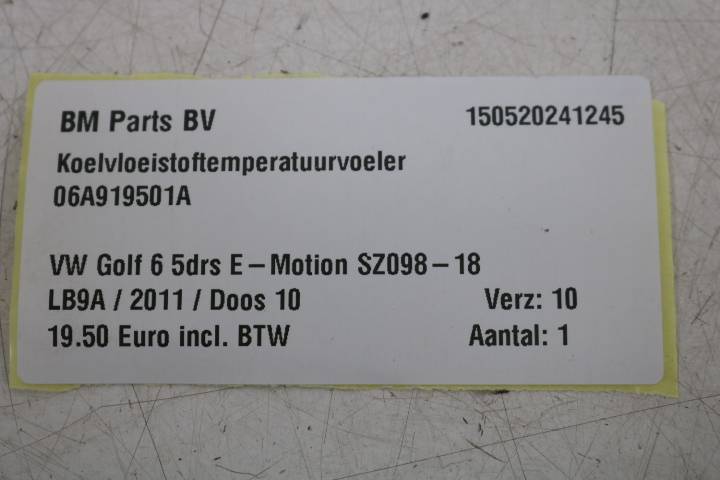 BM Parts BV 150520241245
Koelvloeistoftemperatuurvoeler
06A919501A
VW Golf 6 5drs E-Motion SZ098-18
LB9A / 2011 / Doos 10 Verz: 10
19.50 Euro incl. BTW Aantal: 1